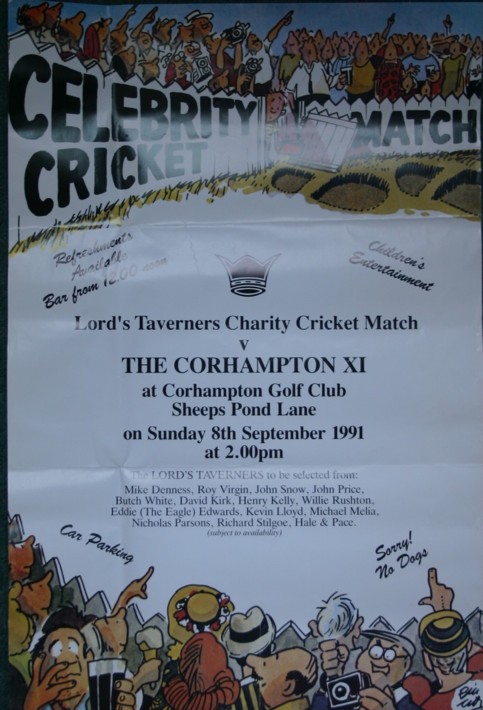 CELEBRITY
CRICKET MATCH
Refreshments
Available
Bar from 12.00 noon
Children's
Entertainment
Lord's Taverners Charity Cricket Match
v
THE CORHAMPTON XI
at Corhampton Golf Club
Sheeps Pond Lane
on Sunday 8th September 1991
at 2.00pm
The LORD'S TAVERNERS to be selected from:
Mike Denness, Roy Virgin, John Snow, John Price,
Butch White, David Kirk, Henry Kelly, Willie Rushton,
Eddie (The Eagle) Edwards, Kevin Lloyd, Michael Melia,
Nicholas Parsons, Richard Stilgoe, Hale & Pace.
(subject to availability)
Car Parking
Sorry!
No Dogs